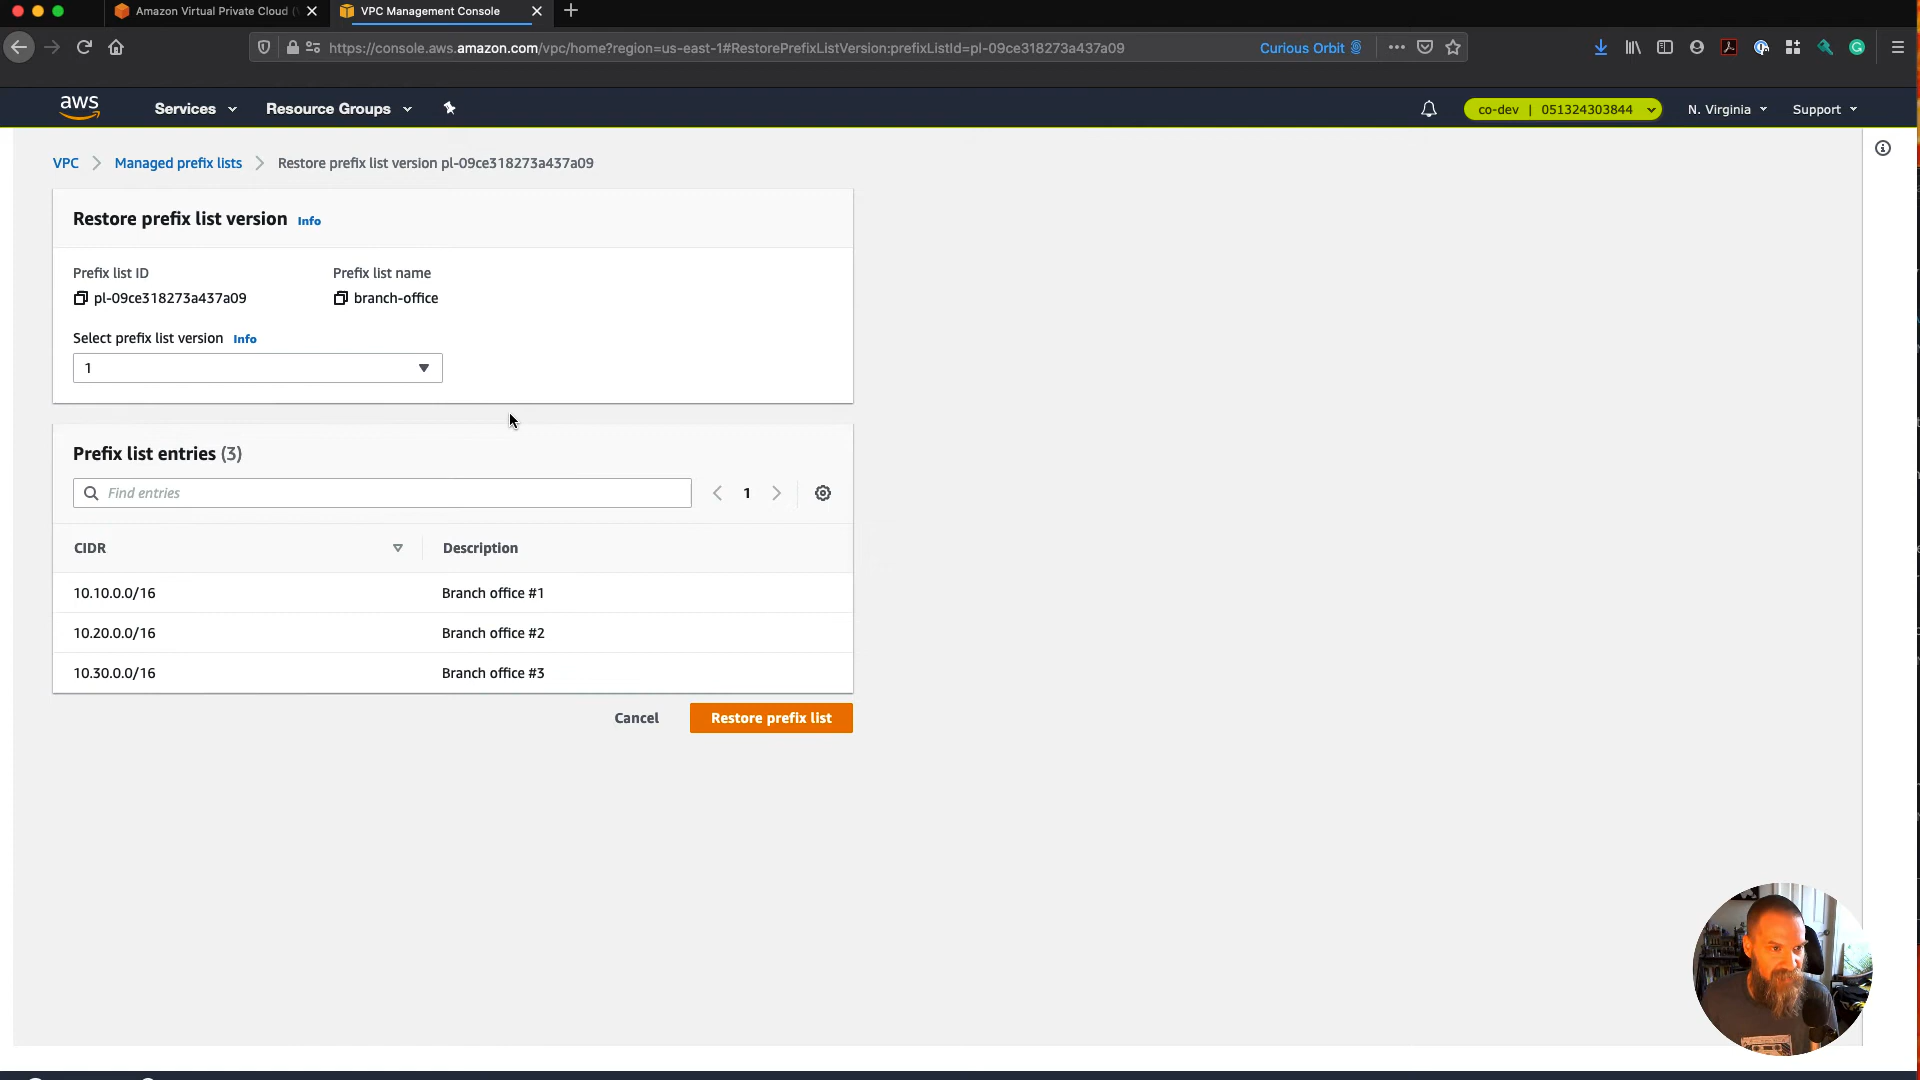 Amazon Virtual Private Cloud (
VPC Management Console
https://console.aws.amazon.com/vpc/home?region=us-east-1#RestorePrefixListVersion:prefixListId=pl-09ce318273a437a09
Curious Orbit
aws
Services
Resource Groups
co-dev | 051324303844
N. Virginia
Support
VPC > Managed prefix lists > Restore prefix list version pl-09ce318273a437a09
Restore prefix list version Info
Prefix list ID
Prefix list name
pl-09ce318273a437a09
branch-office
Select prefix list version Info
1
Prefix list entries (3)
Find entries
1
CIDR
Description
10.10.0.0/16
Branch office #1
10.20.0.0/16
Branch office #2
10.30.0.0/16
Branch office #3
Cancel
Restore prefix list